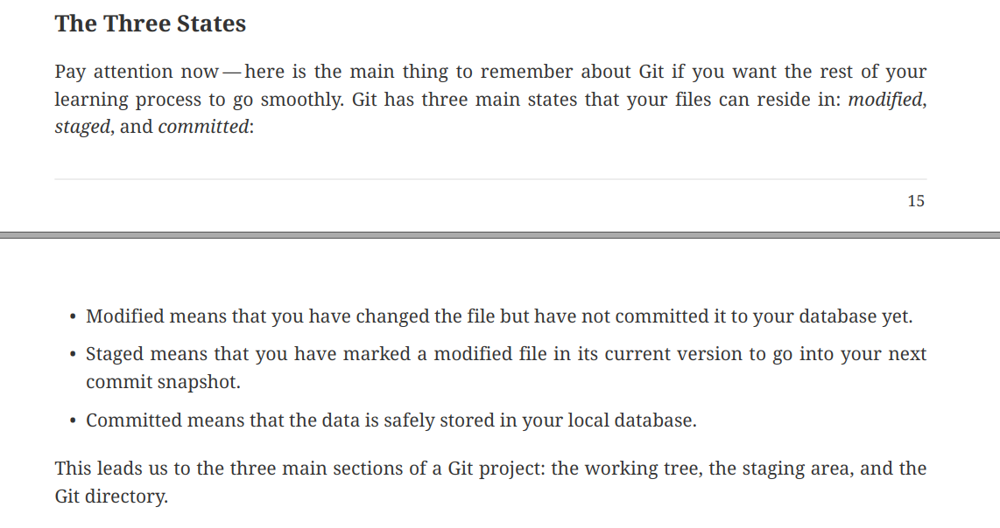 The Three States
Pay attention now — here is the main thing to remember about Git if you want the rest of your
learning process to go smoothly. Git has three main states that your files can reside in: modified,
staged, and committed:
15
• Modified means that you have changed the file but have not committed it to your database yet.
• Staged means that you have marked a modified file in its current version to go into your next
commit snapshot.
• Committed means that the data is safely stored in your local database.
This leads us to the three main sections of a Git project: the working tree, the staging area, and the
Git directory.